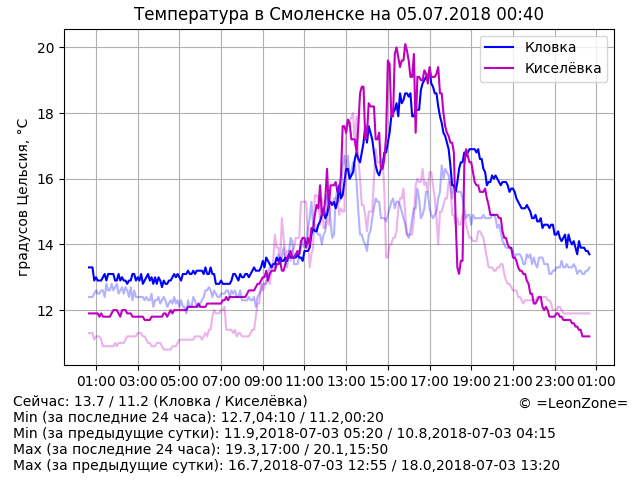 Температура в Смоленске на 05.07.2018 00:40
20
18
16
14
12
градусов Цельсия, °C
Кловка
Киселёвка
01:00 03:00 05:00 07:00 09:00 11:00 13:00 15:00 17:00 19:00 21:00 23:00 01:00
Сейчас: 13.7 / 11.2 (Кловка / Киселёвка)
© =LeonZone=
Min (за последние 24 часа): 12.7,04:10 / 11.2,00:20
Min (за предыдущие сутки): 11.9,2018-07-03 05:20 / 10.8,2018-07-03 04:15
Max (за последние 24 часа): 19.3,17:00 / 20.1,15:50
Max (за предыдущие сутки): 16.7,2018-07-03 12:55 / 18.0,2018-07-03 13:20